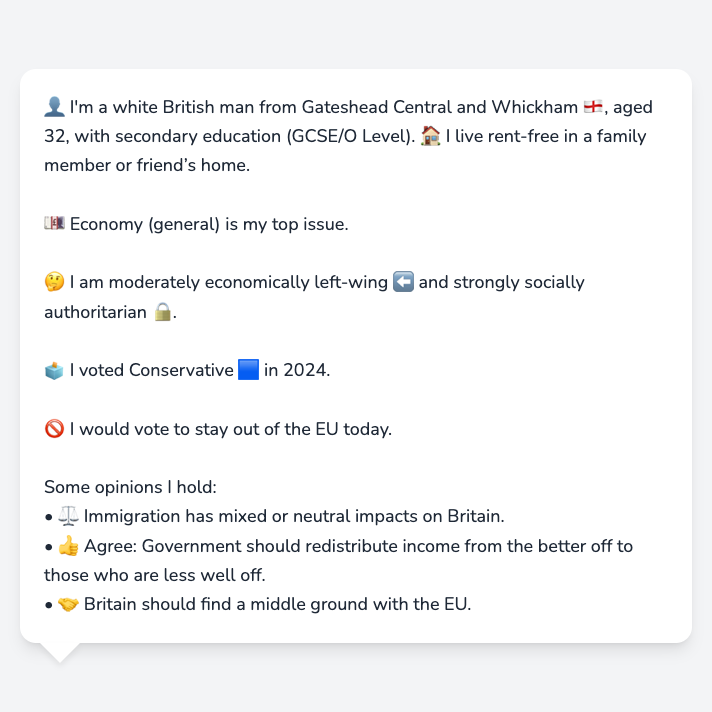 👤 I'm a white British man from Gateshead Central and Whickham 🏴󠁧󠁢󠁥󠁮󠁧󠁿, aged
32, with secondary education (GCSE/O Level). 🏠 I live rent-free in a family
member or friend’s home.
💷 Economy (general) is my top issue.
🤔 I am moderately economically left-wing ⬅️ and strongly socially
authoritarian 🔒.
🗳️ I voted Conservative 🟦 in 2024.
🚫 I would vote to stay out of the EU today.
Some opinions I hold:
• ⚖️ Immigration has mixed or neutral impacts on Britain.
• 👍 Agree: Government should redistribute income from the better off to
those who are less well off.
• 🤝 Britain should find a middle ground with the EU.